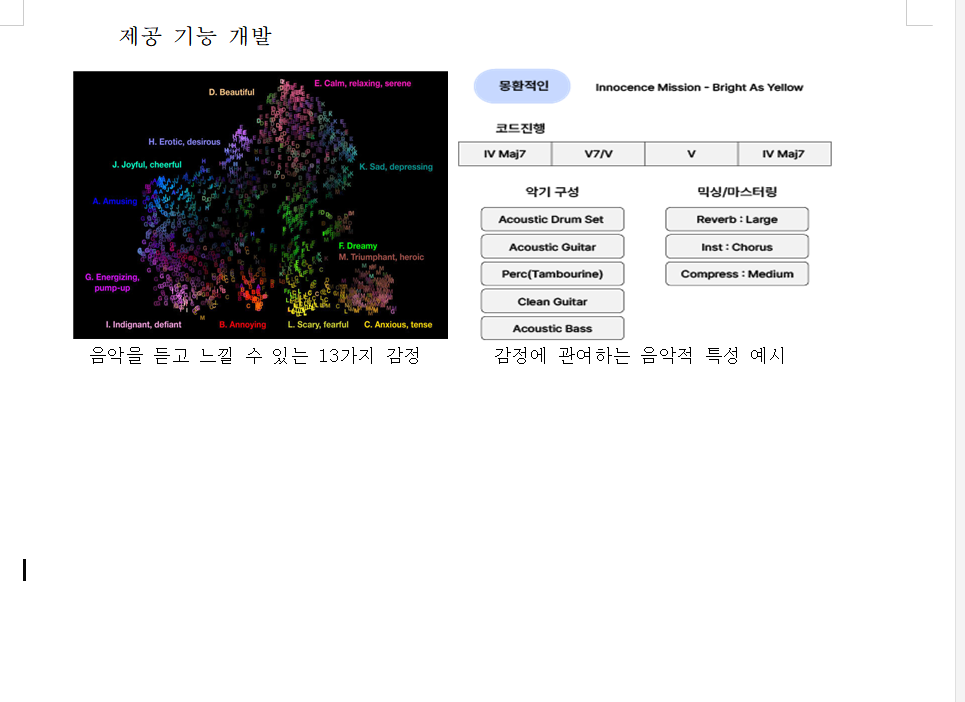 제공 기능 개발
D. Beautiful
E. Calm, relaxing, serene
H. Erotic, desirous
J. Joyful, cheerful
K. Sad, depressing
A. Amusing
F. Dreamy
M. Triumphant, heroic
G. Energizing,
pump-up
I. Indignant, defiant
B. Annoying
L. Scary, fearful
C. Anxious, tense
음악을 듣고 느낄 수 있는 13가지 감정
몽환적인
Innocence Mission - Bright As Yellow
코드진행
IV Maj7
V7/V
V
IV Maj7
악기 구성
Acoustic Drum Set
Acoustic Guitar
Perc(Tambourine)
Clean Guitar
Acoustic Bass
믹싱/마스터링
Reverb : Large
Inst : Chorus
Compress : Medium
감정에 관여하는 음악적 특성 예시